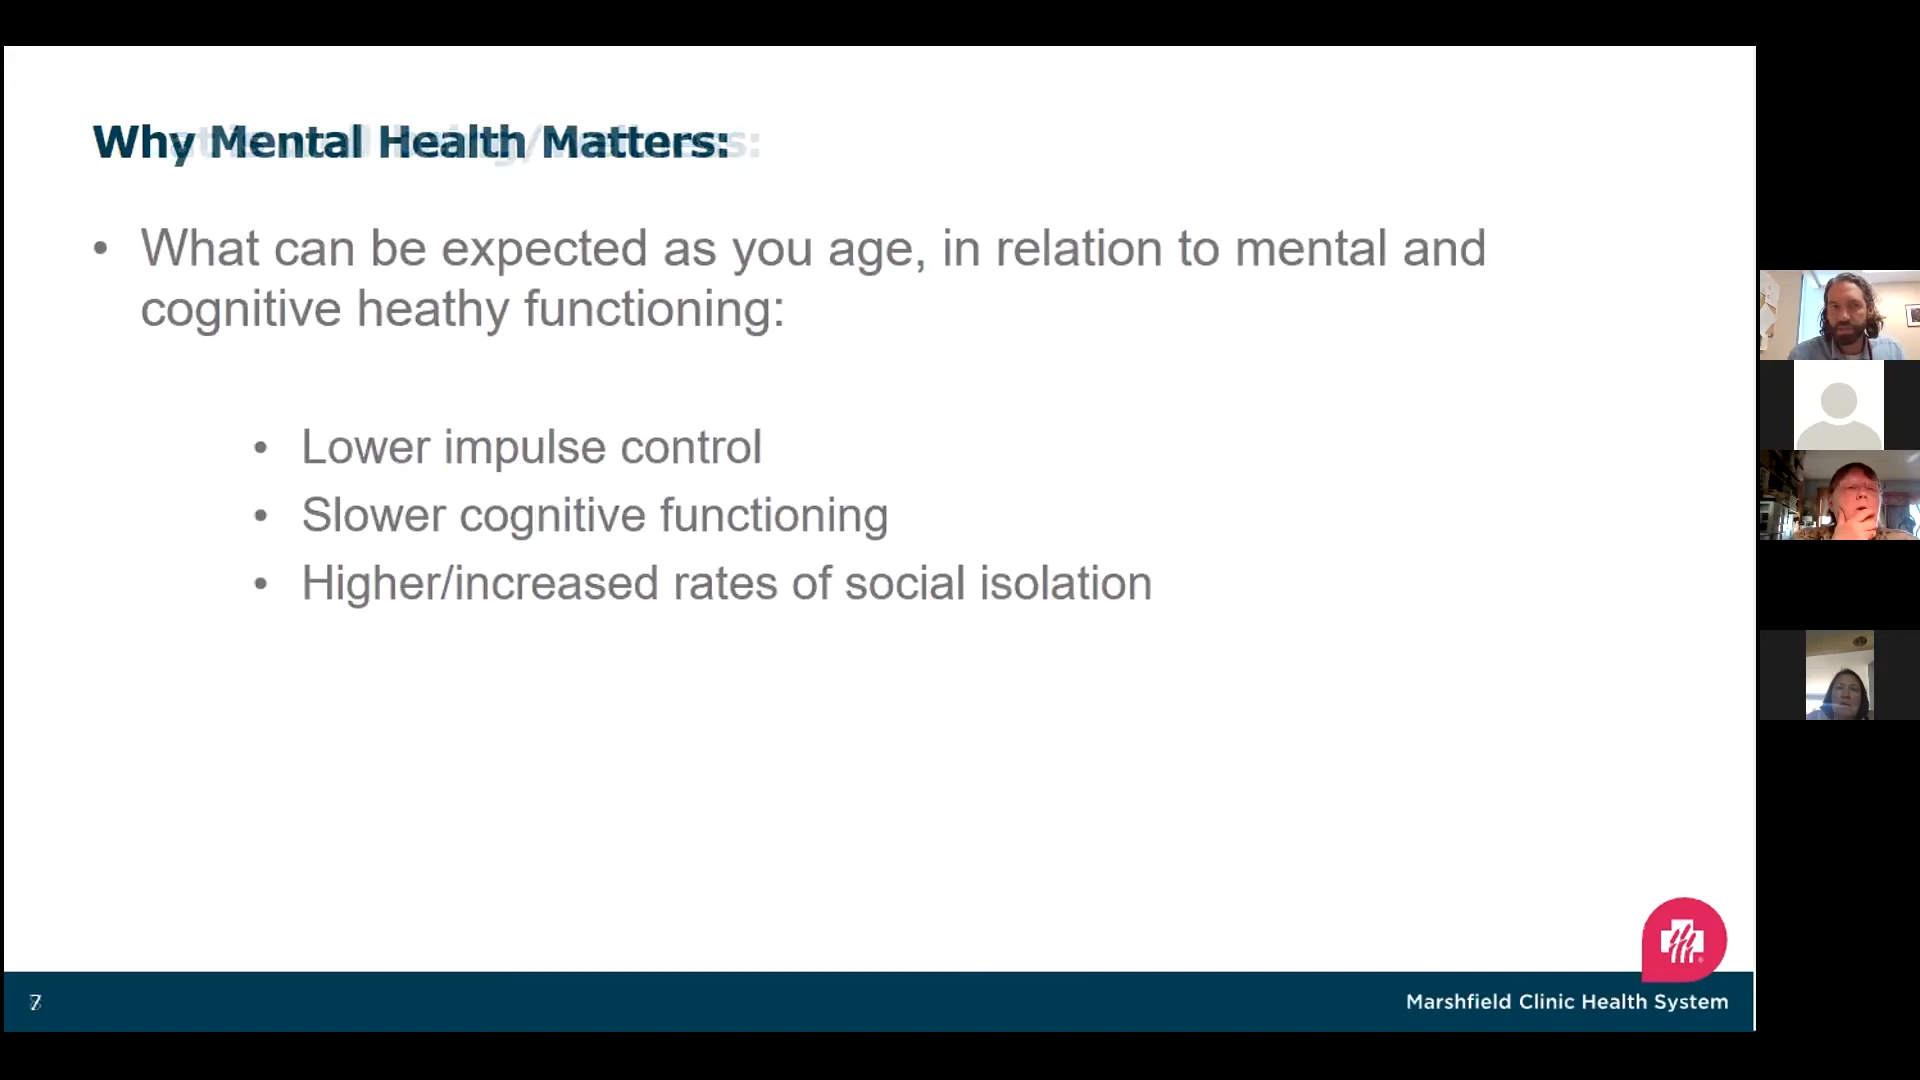 Why Mental Health Matters:
• What can be expected as you age, in relation to mental and
cognitive heathy functioning:
• Lower impulse control
• Slower cognitive functioning
• Higher/increased rates of social isolation
7
Marshfield Clinic Health System